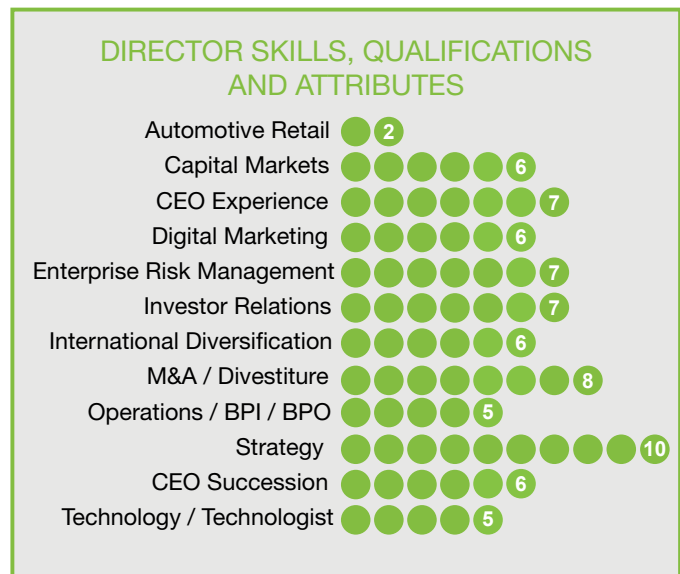 DIRECTOR SKILLS, QUALIFICATIONS
AND ATTRIBUTES
Automotive Retail 2
Capital Markets 6
CEO Experience 7
Digital Marketing 6
Enterprise Risk Management 7
Investor Relations 7
International Diversification 6
M&A / Divestiture 8
Operations / BPI / BPO 5
Strategy 10
CEO Succession 6
Technology / Technologist 5